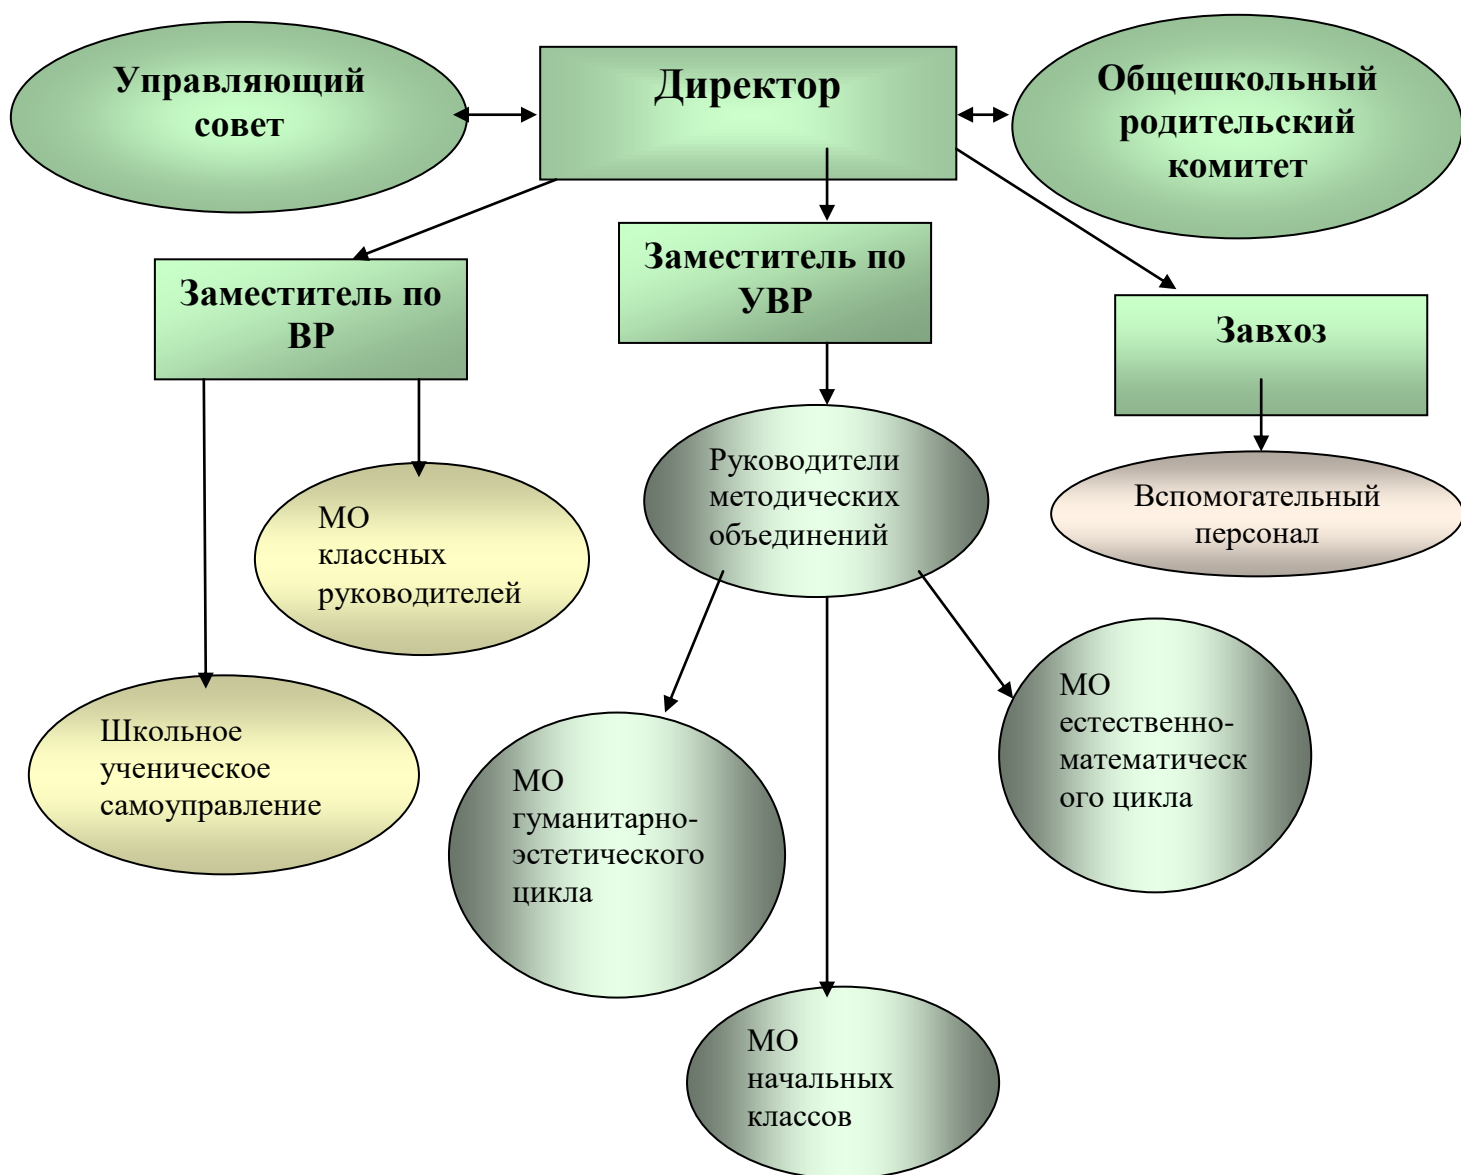 Управляющий
совет
Директор
Общешкольный
родительский
комитет
Заместитель по
ВР
Заместитель по
УВР
Завхоз
МО
классных
руководителей
Руководители
методических
объединений
Вспомогательный
персонал
Школьное
ученическое
самоуправление
МО
гуманитарно-
эстетического
цикла
МО
естественно-
математическ
ого цикла
МО
начальных
классов